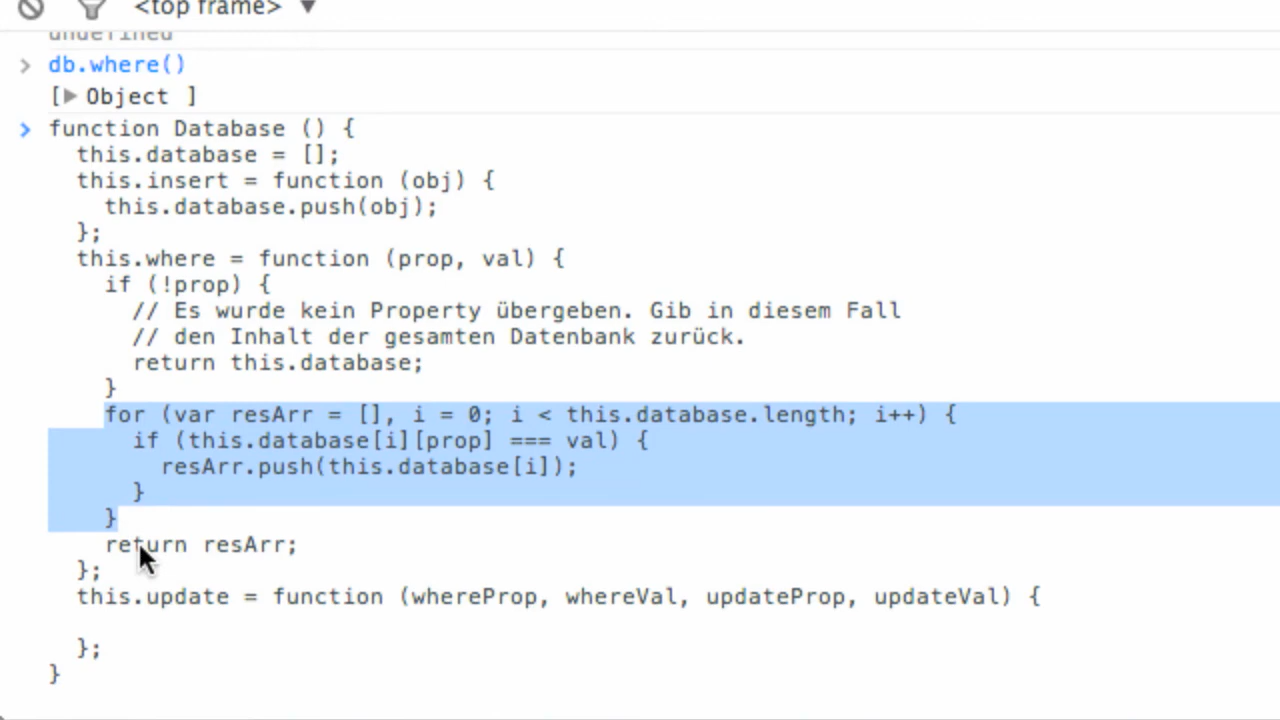 <top frame> ▼
undefined
> db.where()
[▶ Object ]
> function Database () {
this.database = [];
this.insert = function (obj) {
this.database.push(obj);
};
this.where = function (prop, val) {
if (!prop) {
// Es wurde kein Property übergeben. Gib in diesem Fall
// den Inhalt der gesamten Datenbank zurück.
return this.database;
}
for (var resArr = [], i = 0; i < this.database.length; i++) {
if (this.database[i][prop] === val) {
resArr.push(this.database[i]);
}
}
return resArr;
};
this.update = function (whereProp, whereVal, updateProp, updateVal) {
};
}